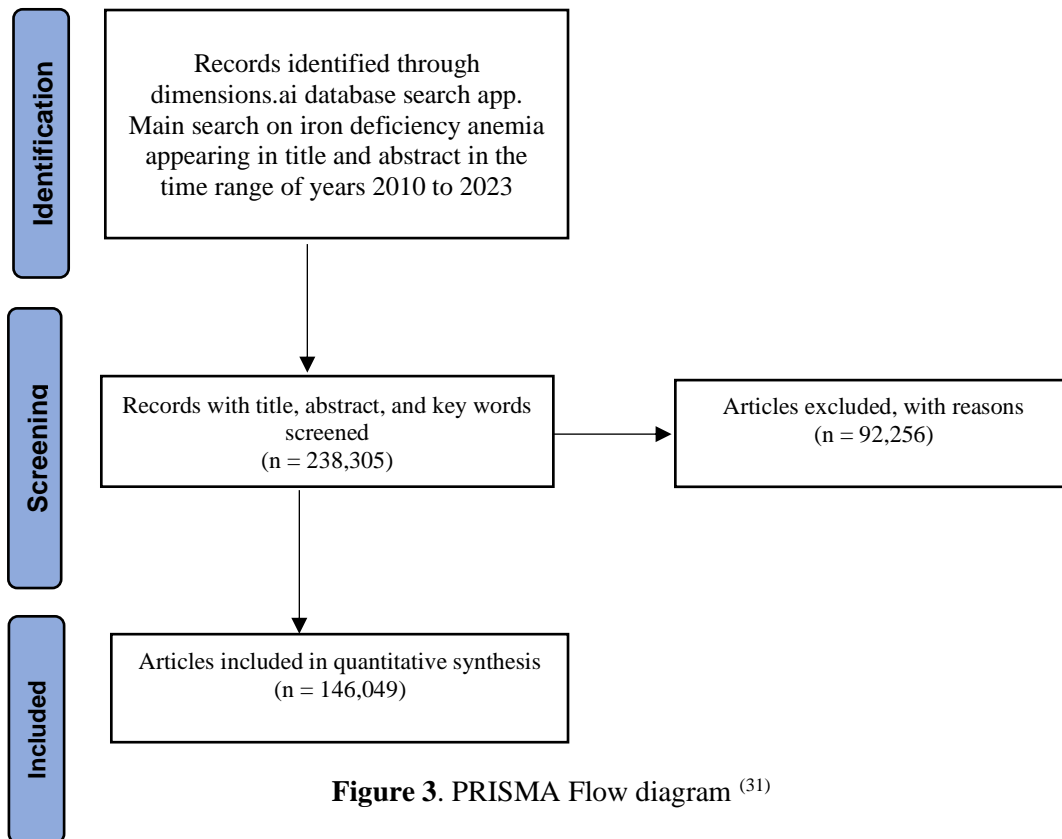 Identification
Records identified through
dimensions.ai database search app.
Main search on iron deficiency anemia
appearing in title and abstract in the
time range of years 2010 to 2023
Screening
Records with title, abstract, and key words
screened
(n = 238,305)
Articles excluded, with reasons
(n = 92,256)
Included
Articles included in quantitative synthesis
(n = 146,049)
Figure 3. PRISMA Flow diagram (31)